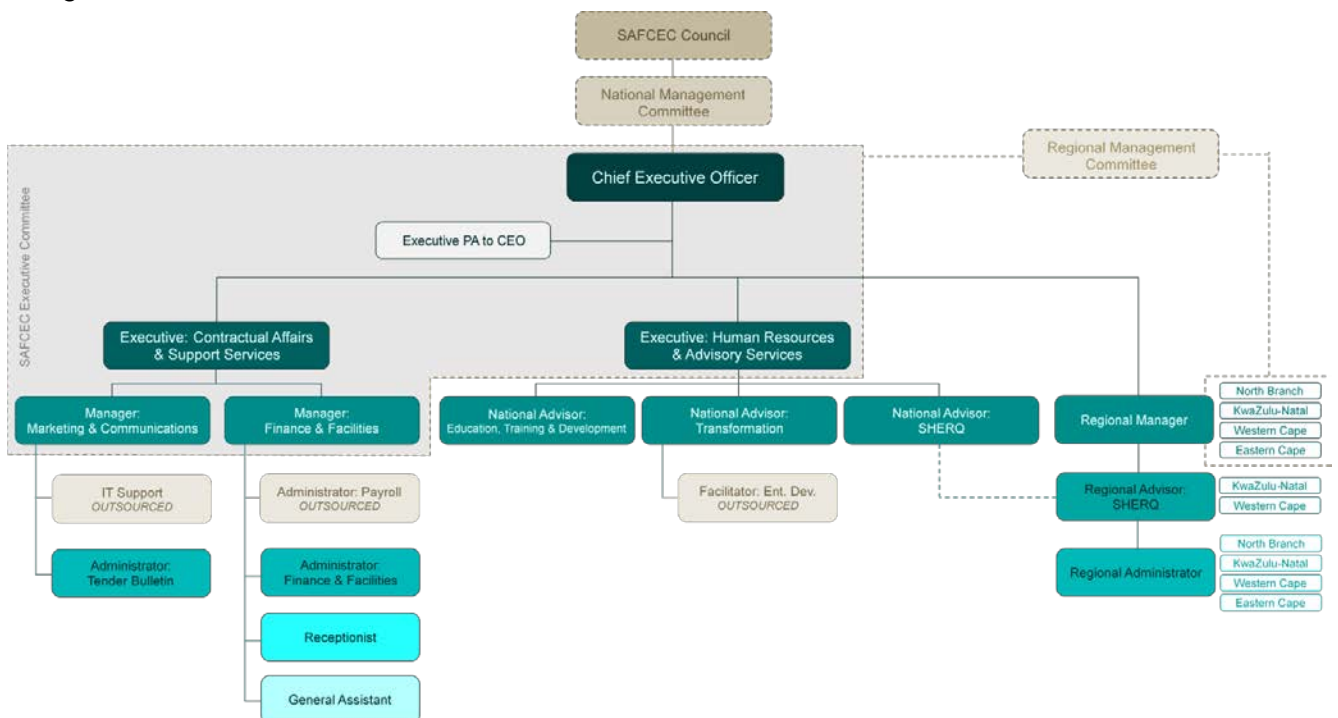 SAFCEC Council
National Management
Committee
Regional Management
Committee
SAFCEC Executive Committee
Chief Executive Officer
Executive PA to CEO
Executive: Contractual Affairs
& Support Services
Executive: Human Resources
& Advisory Services
Manager:
Marketing & Communications
Manager:
Finance & Facilities
National Advisor:
Education, Training & Development
National Advisor:
Transformation
National Advisor:
SHERQ
Regional Manager
North Branch
KwaZulu-Natal
Western Cape
Eastern Cape
IT Support
OUTSOURCED
Administrator: Payroll
OUTSOURCED
Facilitator: Ent. Dev.
OUTSOURCED
Regional Advisor:
SHERQ
KwaZulu-Natal
Western Cape
Administrator:
Tender Bulletin
Administrator:
Finance & Facilities
Regional Administrator
North Branch
KwaZulu-Natal
Western Cape
Eastern Cape
Receptionist
General Assistant